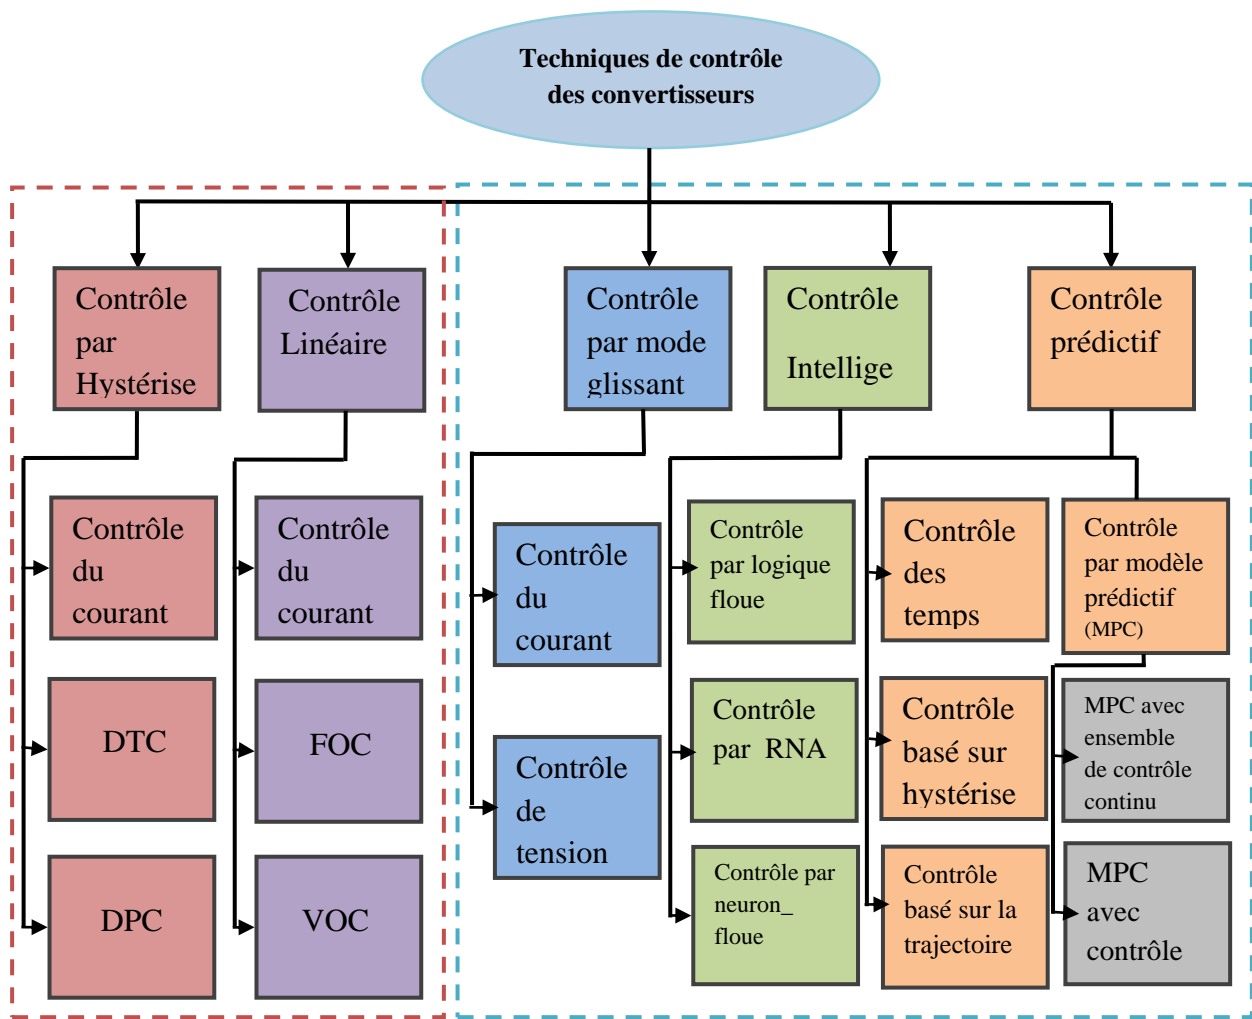 Techniques de contrôle
des convertisseurs
Contrôle
par
Hystérise
Contrôle
Linéaire
Contrôle
par mode
glissant
Contrôle
Intellige
Contrôle
prédictif
Contrôle
du
courant
DTC
DPC
Contrôle
du
courant
FOC
VOC
Contrôle
du
courant
Contrôle
de
tension
Contrôle
par logique
floue
Contrôle
par RNA
Contrôle par
neuron_
floue
Contrôle
des
temps
Contrôle
basé sur
hystérise
Contrôle
basé sur la
trajectoire
Contrôle
par modèle
prédictif
(MPC)
MPC avec
ensemble
de contrôle
continu
MPC
avec
contrôle